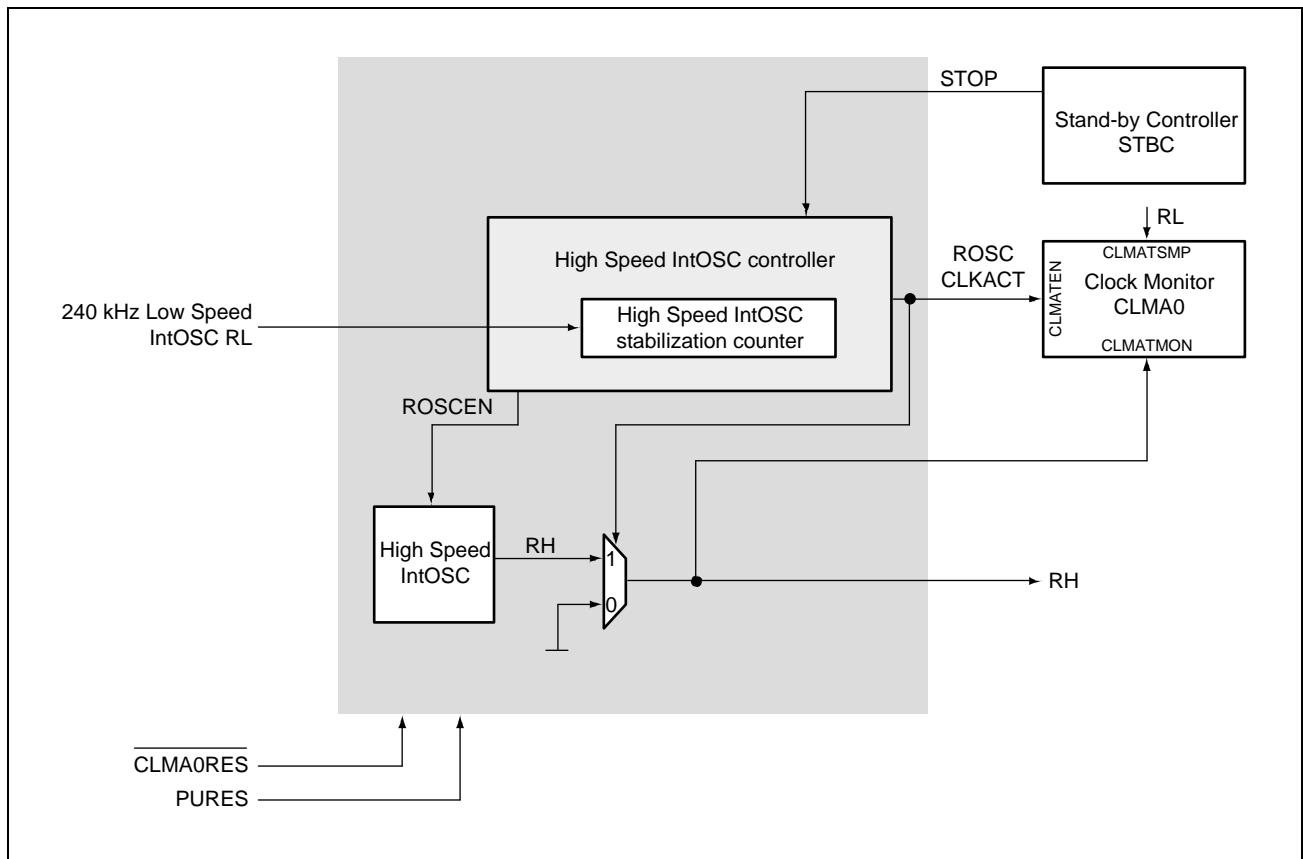 STOP
Stand-by Controller
STBC
RL
High Speed IntOSC controller
ROSC
CLKACT
CLMATEN
CLMATSMP
Clock Monitor
CLMA0
CLMATMON
240 kHz Low Speed
IntOSC RL
High Speed IntOSC
stabilization counter
ROSCEN
High Speed
IntOSC
RH
1
0
RH
CLMA0RES
PURES